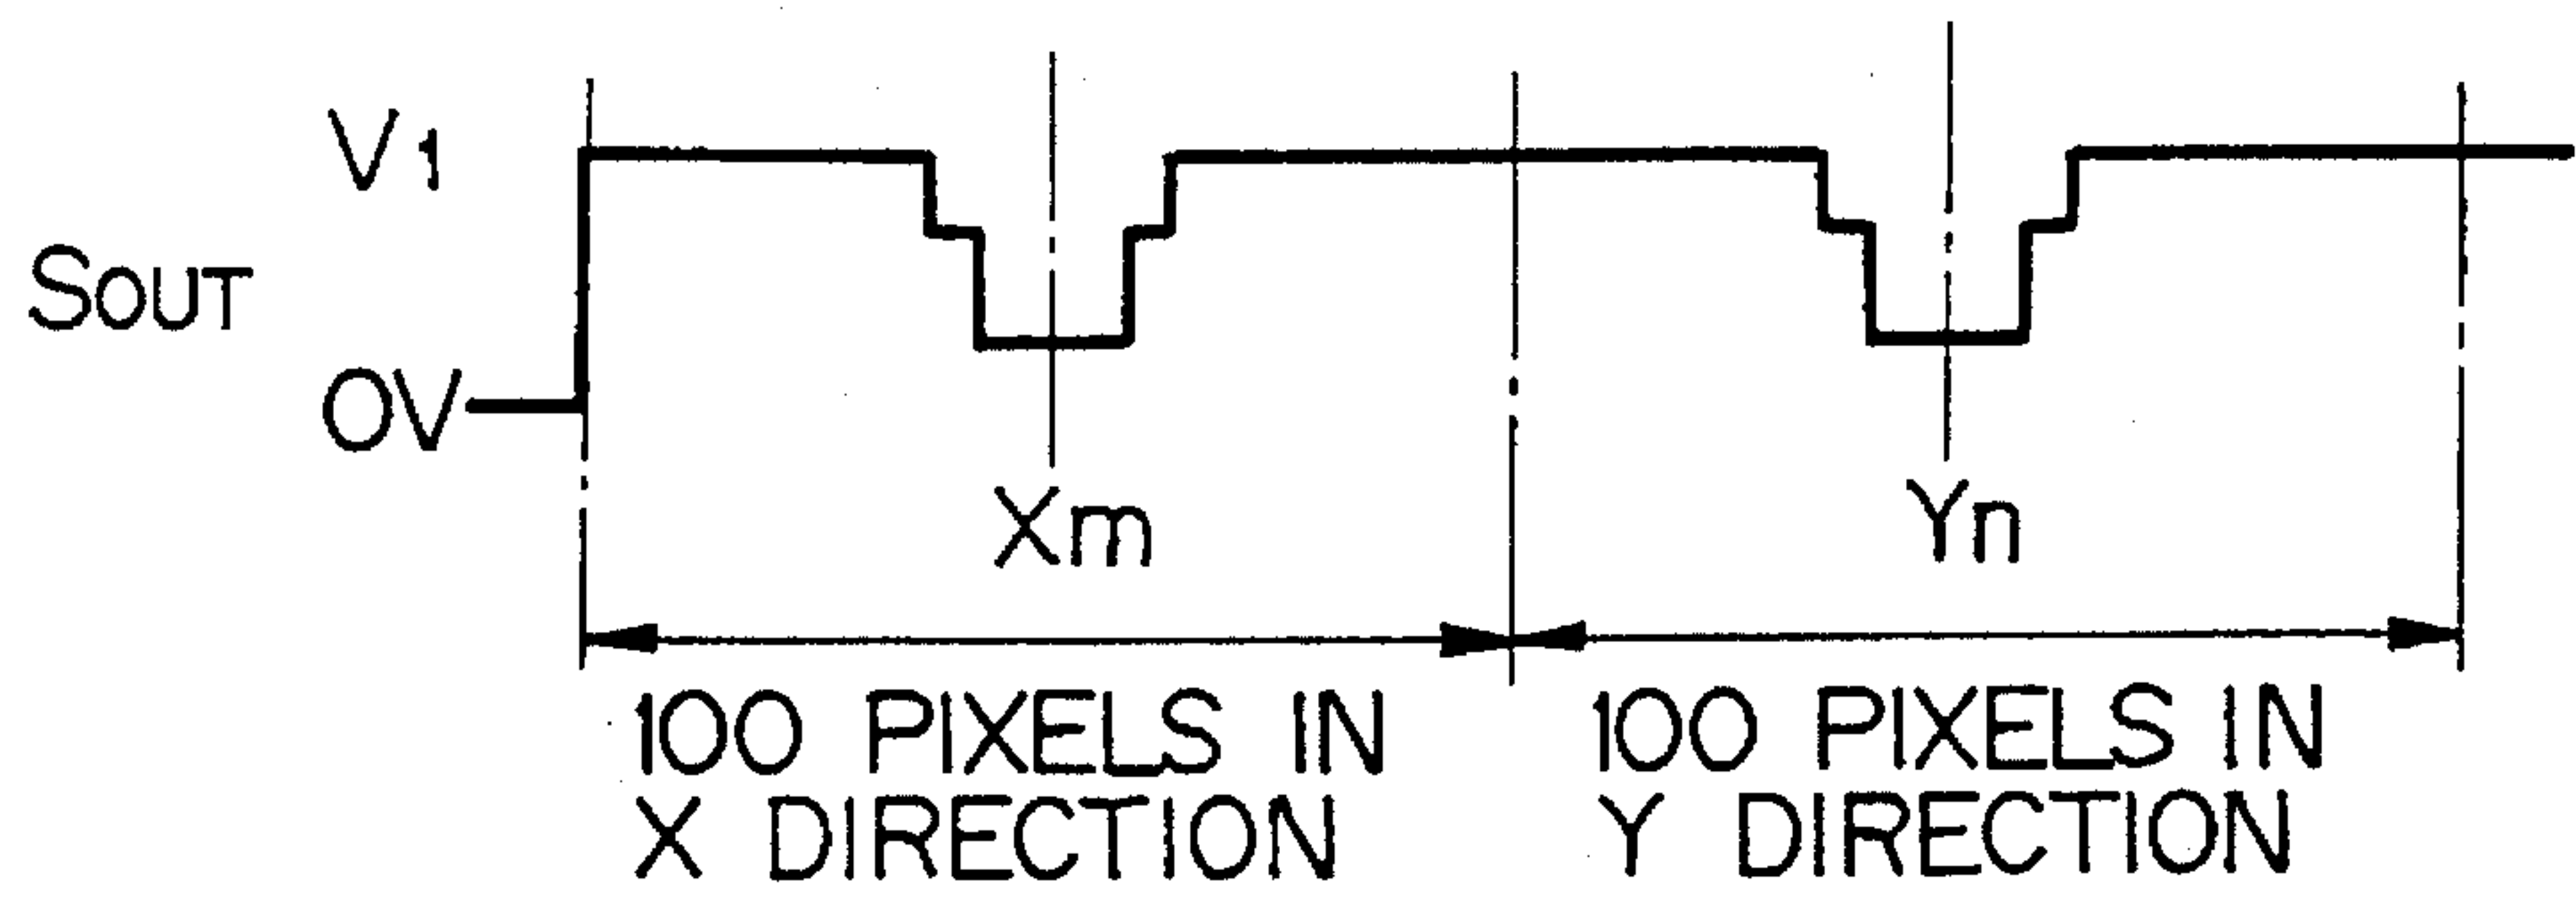 V1
SOUT
OV
Xm
Yn
100 PIXELS IN
X DIRECTION
100 PIXELS IN
Y DIRECTION